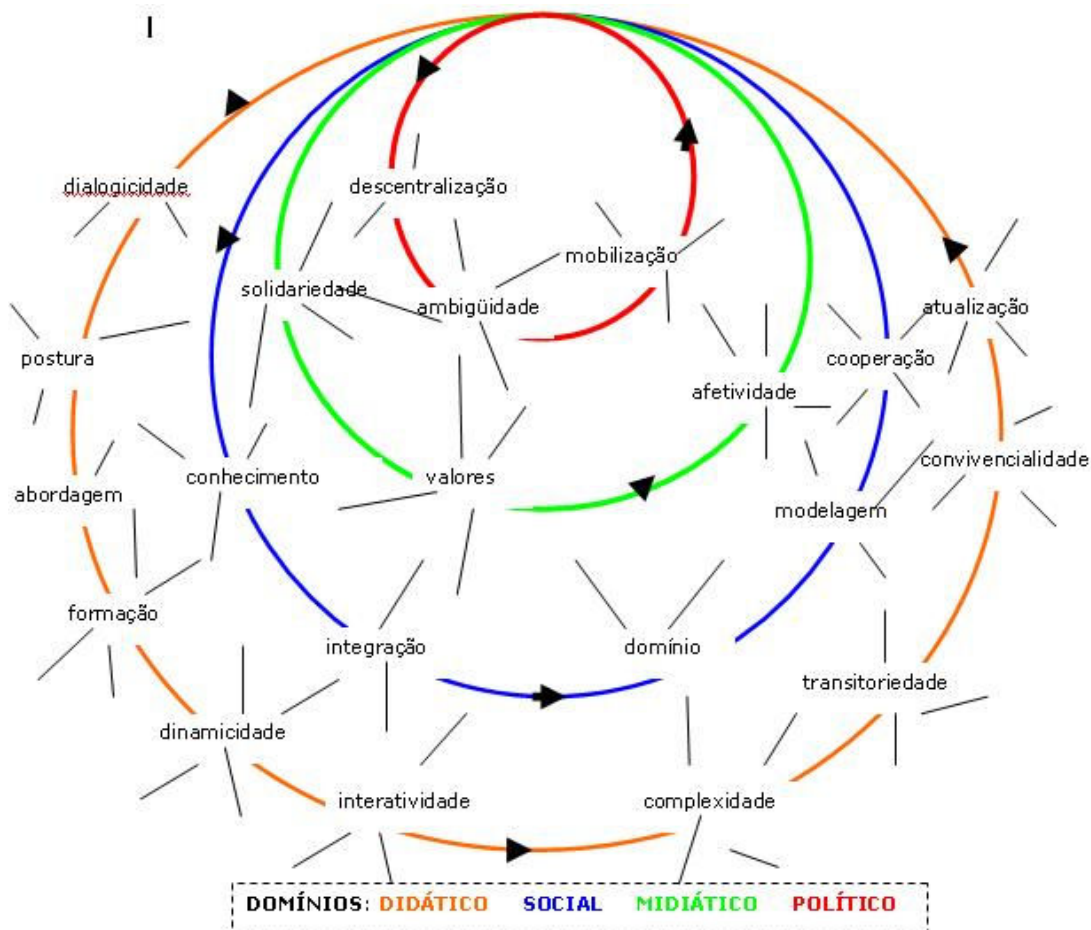 I
dialogicidade
descentralização
mobilização
solidariedade
ambigüidade
atualização
postura
cooperação
afetividade
convivencialidade
conhecimento
valores
abordagem
modelagem
formação
integração
domínio
transitoriedade
dinamicidade
interatividade
complexidade
DOMÍNIOS: DIDÁTICO SOCIAL MIDIÁTICO POLÍTICO